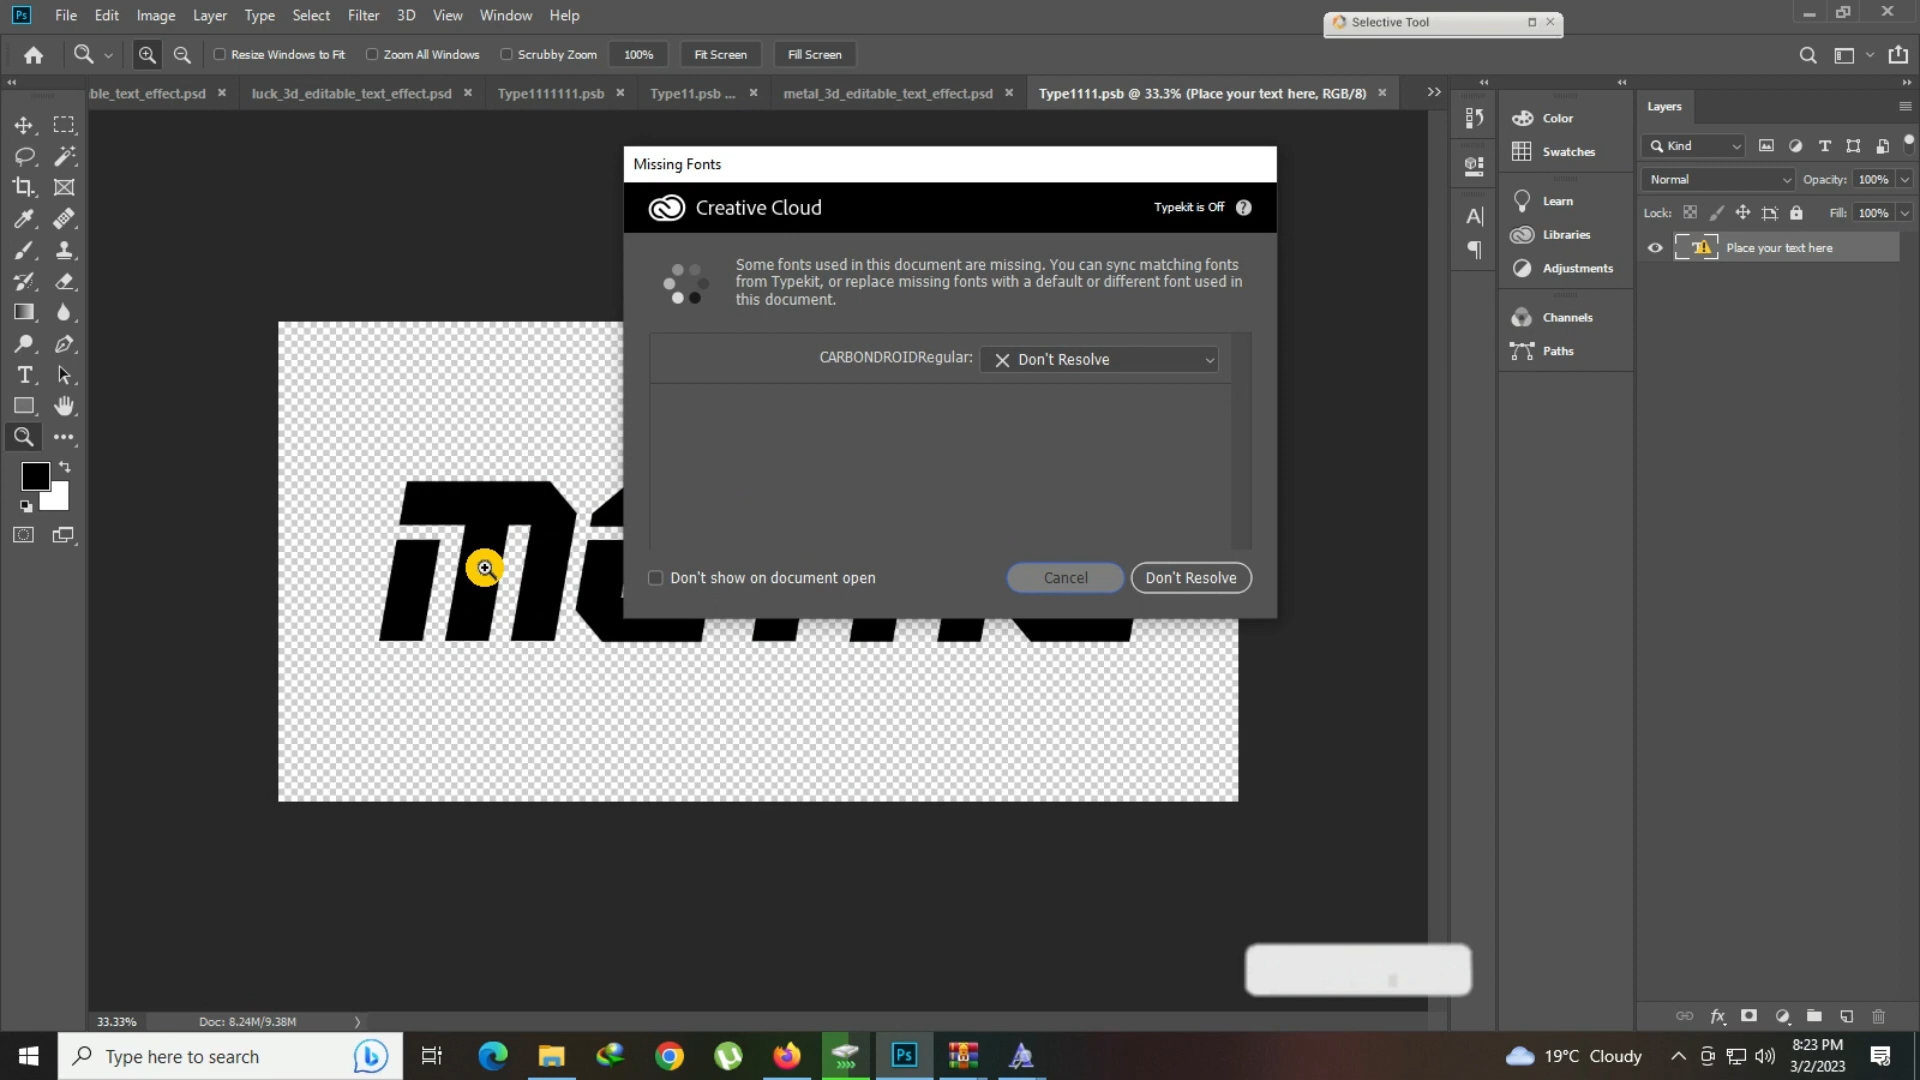 Ps File Edit Image Layer Type Select Filter 3D View Window Help
Selective Tool
Resize Windows to Fit Zoom All Windows Scrubby Zoom 100% Fit Screen Fill Screen
ble_text_effect.psd luck_3d_editable_text_effect.psd Type1111111.psb Type11.psb ... metal_3d_editable_text_effect.psd Type1111.psb @ 33.3% (Place your text here, RGB/8)
Missing Fonts
Creative Cloud
Typekit is Off
Some fonts used in this document are missing. You can sync matching fonts
from Typekit, or replace missing fonts with a default or different font used in
this document.
CARBONDROIDRegular: Don't Resolve
Don't show on document open
Cancel
Don't Resolve
Color
Swatches
Learn
Libraries
Adjustments
Channels
Paths
Layers
Kind
Normal Opacity: 100%
Lock: Fill: 100%
Place your text here
33.33% Doc: 8.24M/9.38M
Type here to search
Ps
19°C Cloudy
8:23 PM
3/2/2023